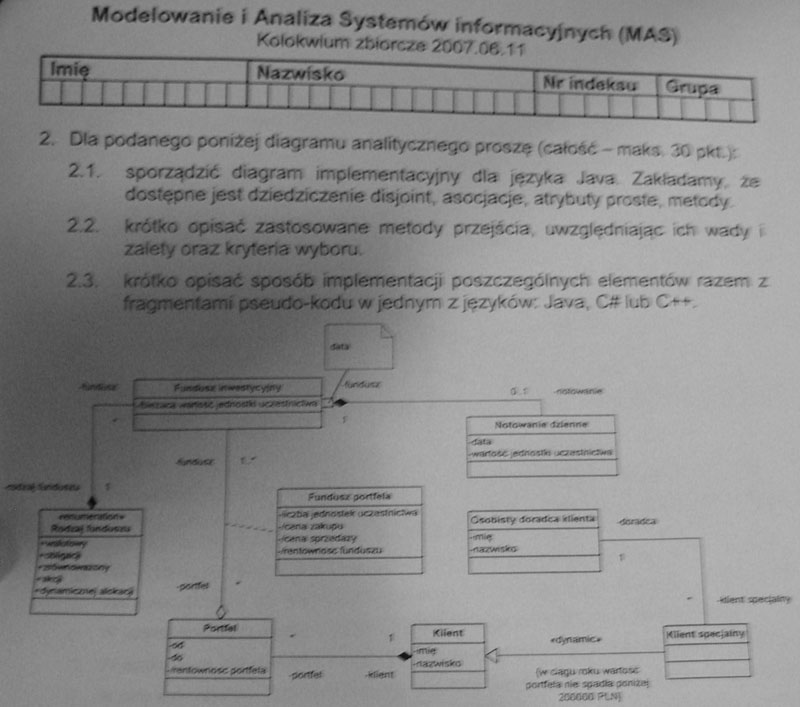 Modelowanie i Analiza Systemów informacyjnych (MAS)
Kolokwium zbiorcze 2007.06.11
Imię Nazwisko Nr indeksu Grupa
2. Dla podanego poniżej diagramu analitycznego proszę (całość – maks. 30 pkt.):
2.1. sporządzić diagram implementacyjny dla języka Java. Zakładamy, że
dostępne jest dziedziczenie disjoint, asocjacje, atrybuty proste, metody.
2.2. krótko opisać zastosowane metody przejścia, uwzględniając ich wady i
zalety oraz kryteria wyboru.
2.3. krótko opisać sposób implementacji poszczególnych elementów razem z
fragmentami pseudo-kodu w jednym z języków: Java, C# lub C++.
data
-fundusz
Fundusz inwestycyjny
-/bieżąca wartość jednostki uczestnictwa
-fundusz
*
1
0..1
-notowanie
Notowanie dzienne
-data
-wartość jednostki uczestnictwa
-fundusz
1..*
-rodzaj funduszu
1
«enumeration»
Rodzaj funduszu
+walutowy
+obligacji
+zrównoważony
+akcji
+dynamicznej alokacji
Fundusz portfela
-liczba jednostek uczestnictwa
-/cena zakupu
-/cena sprzedaży
-/rentowność funduszu
Osobisty doradca klienta
-imię
-nazwisko
-doradca
1
-portfel
*
*
-klient specjalny
Portfel
-od
-do
-/rentowność portfela
*
-portfel
1
-klient
Klient
-imię
-nazwisko
«dynamic»
Klient specjalny
{w ciągu roku wartość
portfela nie spadła poniżej
200000 PLN}